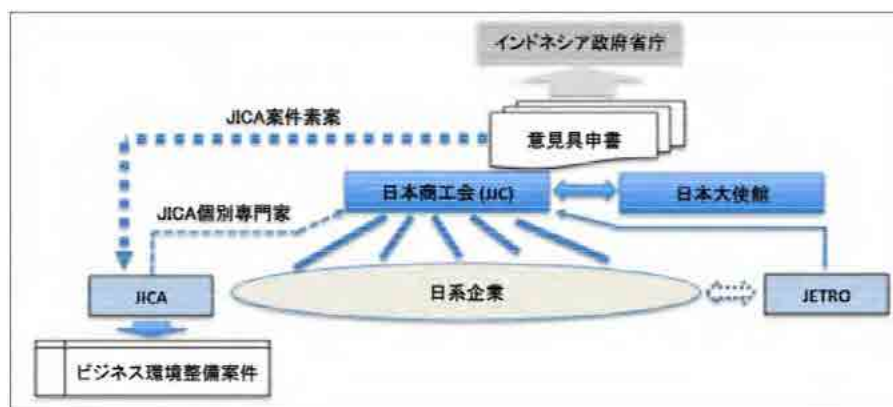 インドネシア政府省庁
JICA案件素案
意見具申書
日本商工会 (JJC)
日本大使館
JICA個別専門家
日系企業
JICA
JETRO
ビジネス環境整備案件